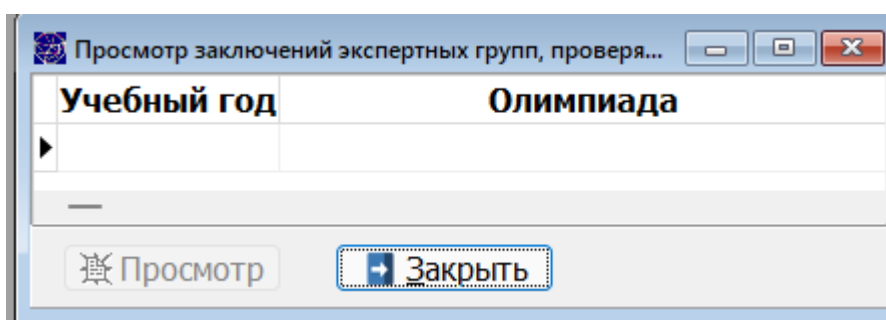 Просмотр заключений экспертных групп, проверя...
Учебный год Олимпиада
Просмотр Закрыть